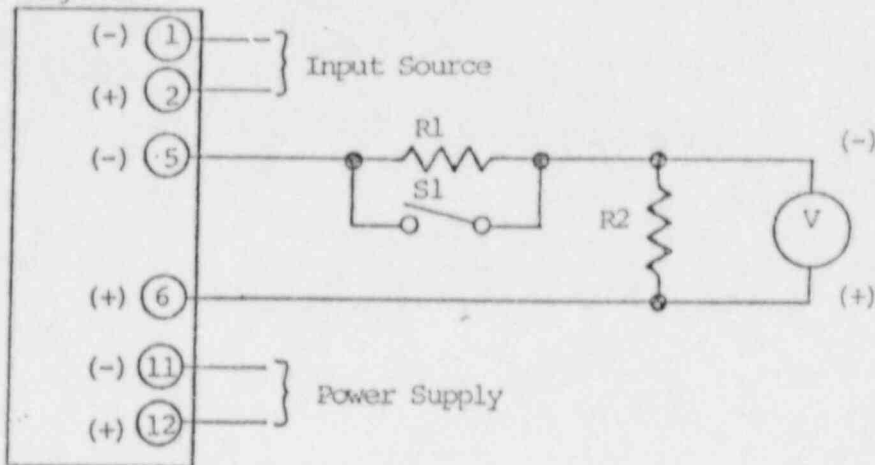 (-) 1
Input Source
(+) 2
(-) 5
R1
(-)
S1
R2
V
(+) 6
(+)
(-) 11
Power Supply
(+) 12